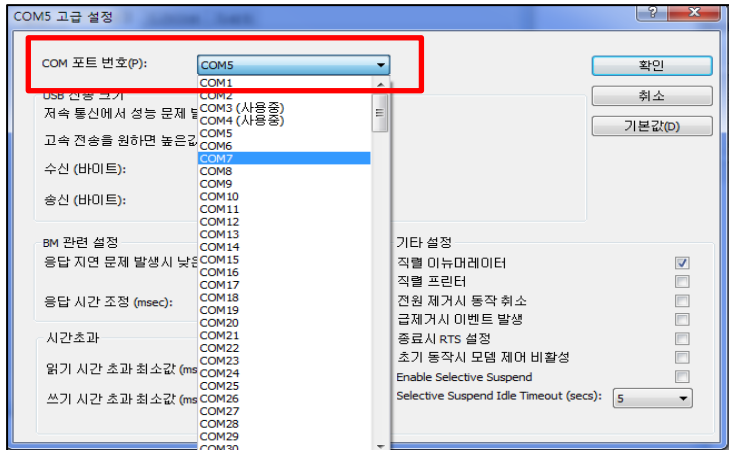 COM5 고급 설정
COM 포트 번호(P):
COM5
확인
취소
기본값(D)
COM1
COM2
COM3 (사용중)
COM4 (사용중)
COM5
COM6
COM7
COM8
COM9
COM10
COM11
COM12
COM13
COM14
COM15
COM16
COM17
COM18
COM19
COM20
COM21
COM22
COM23
COM24
COM25
COM26
COM27
COM28
COM29
COM30
USB 전송 크기
저속 통신에서 성능 문제
고속 전송을 원하면 높은
수신 (바이트):
송신 (바이트):
BM 관련 설정
응답 지연 문제 발생시 낮은
응답 시간 조정 (msec):
시간초과
읽기 시간 초과 최소값 (ms
쓰기 시간 초과 최소값 (ms
기타 설정
직렬 이뉴머레이터
직렬 프린터
전원 제거시 동작 취소
급제거시 이벤트 발생
종료시 RTS 설정
초기 동작시 모뎀 제어 비활성
Enable Selective Suspend
Selective Suspend Idle Timeout (secs): 5